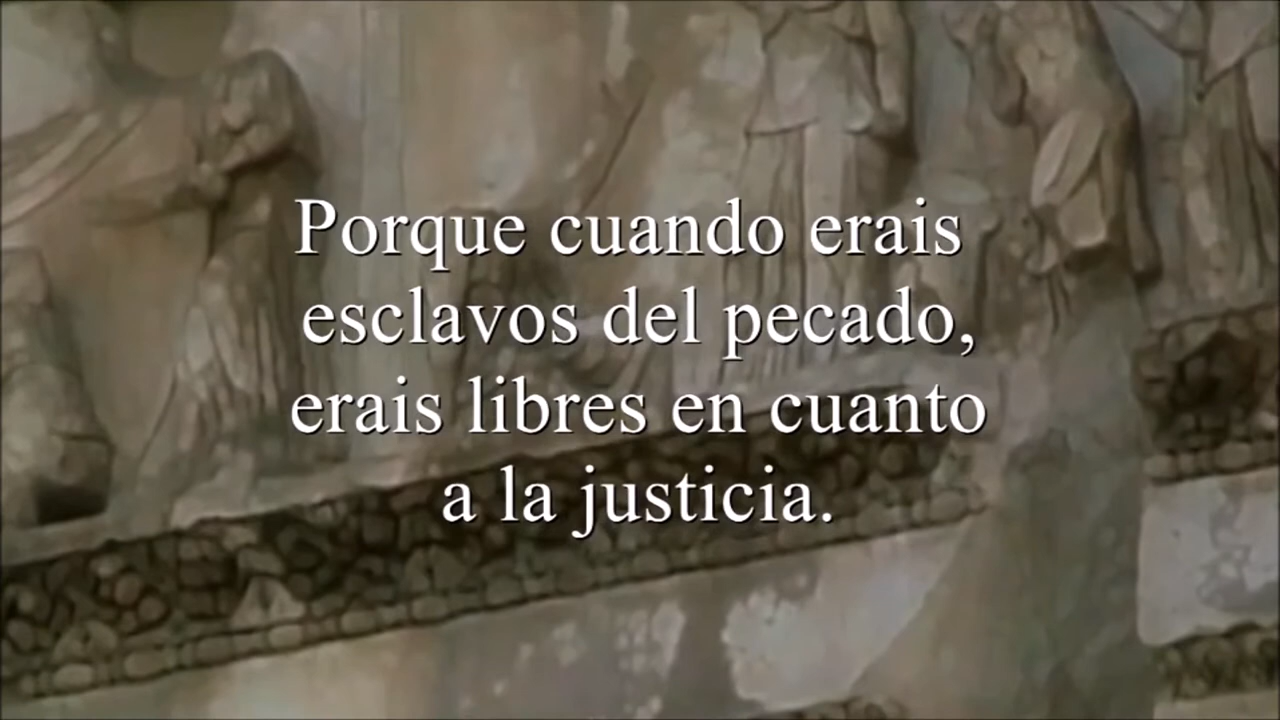 Porque cuando erais
esclavos del pecado,
erais libres en cuanto
a la justicia.